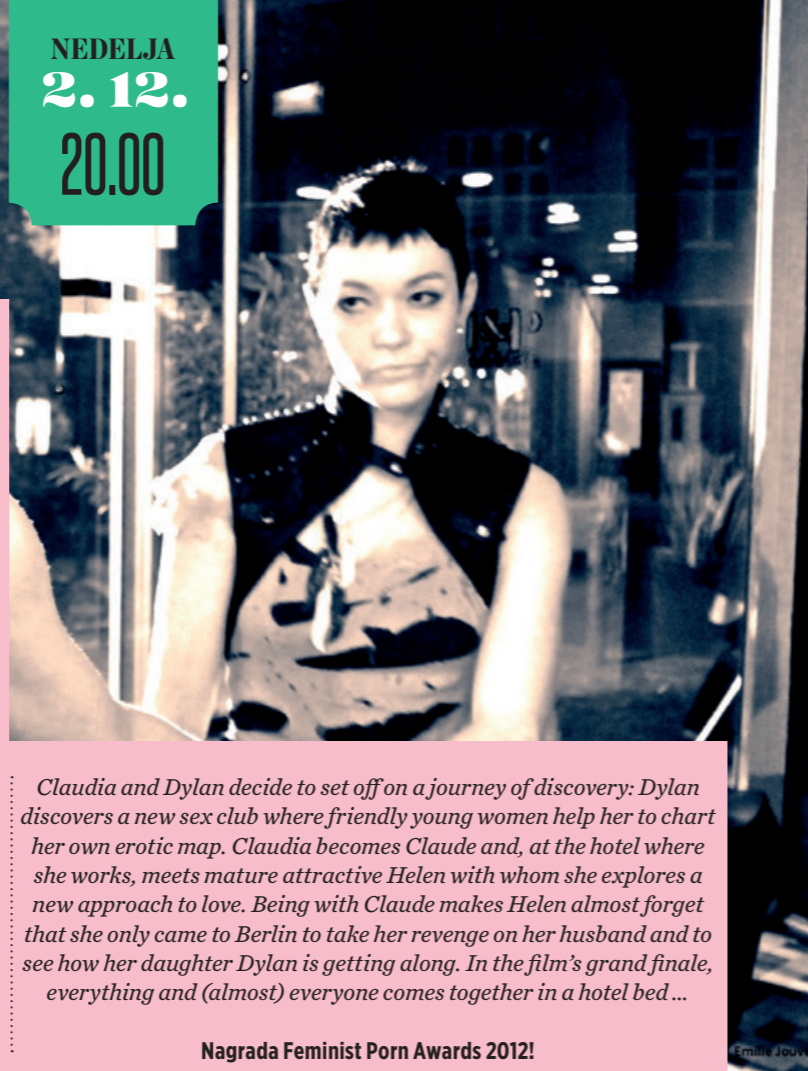 NEDELJA
2. 12.
20.00
Claudia and Dylan decide to set off on a journey of discovery: Dylan
discovers a new sex club where friendly young women help her to chart
her own erotic map. Claudia becomes Claude and, at the hotel where
she works, meets mature attractive Helen with whom she explores a
new approach to love. Being with Claude makes Helen almost forget
that she only came to Berlin to take her revenge on her husband and to
see how her daughter Dylan is getting along. In the film’s grand finale,
everything and (almost) everyone comes together in a hotel bed ...
Nagrada Feminist Porn Awards 2012!
Emilie